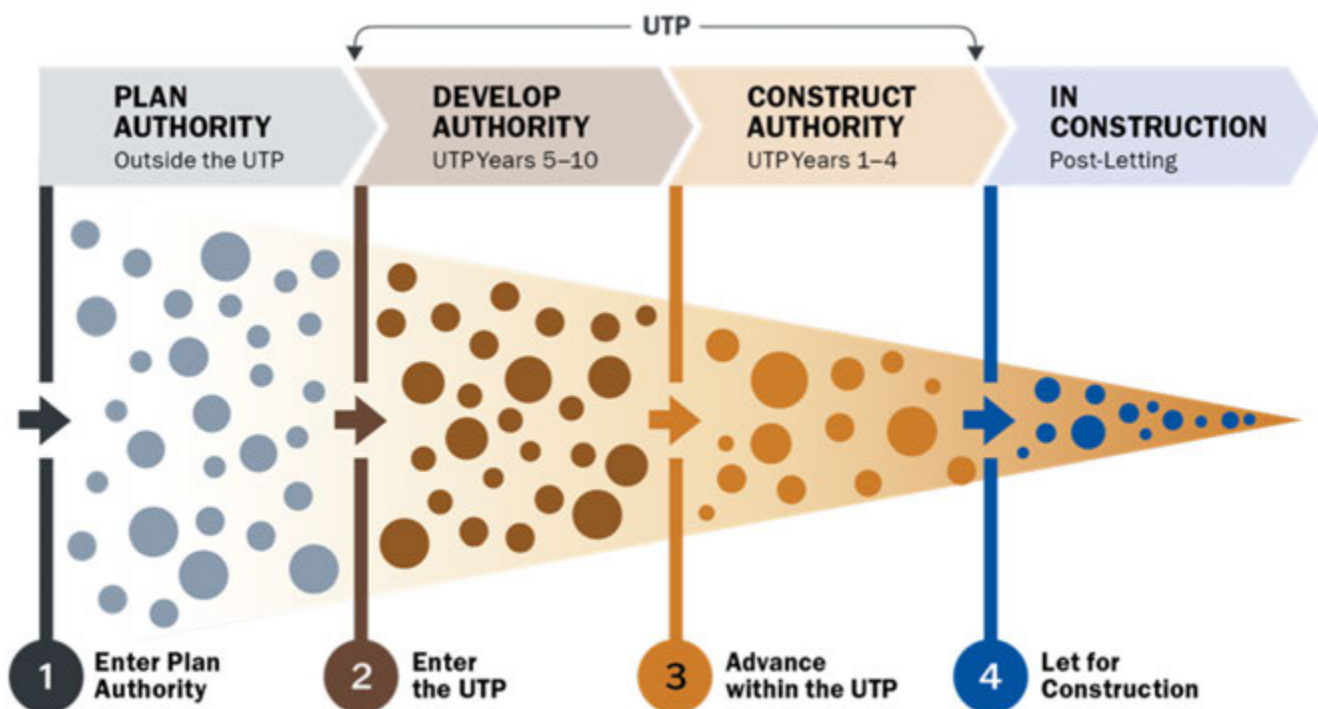 UTP
PLAN
AUTHORITY
Outside the UTP
DEVELOP
AUTHORITY
UTP Years 5–10
CONSTRUCT
AUTHORITY
UTP Years 1–4
IN
CONSTRUCTION
Post-Letting
1
Enter Plan
Authority
2
Enter
the UTP
3
Advance
within the UTP
4
Let for
Construction